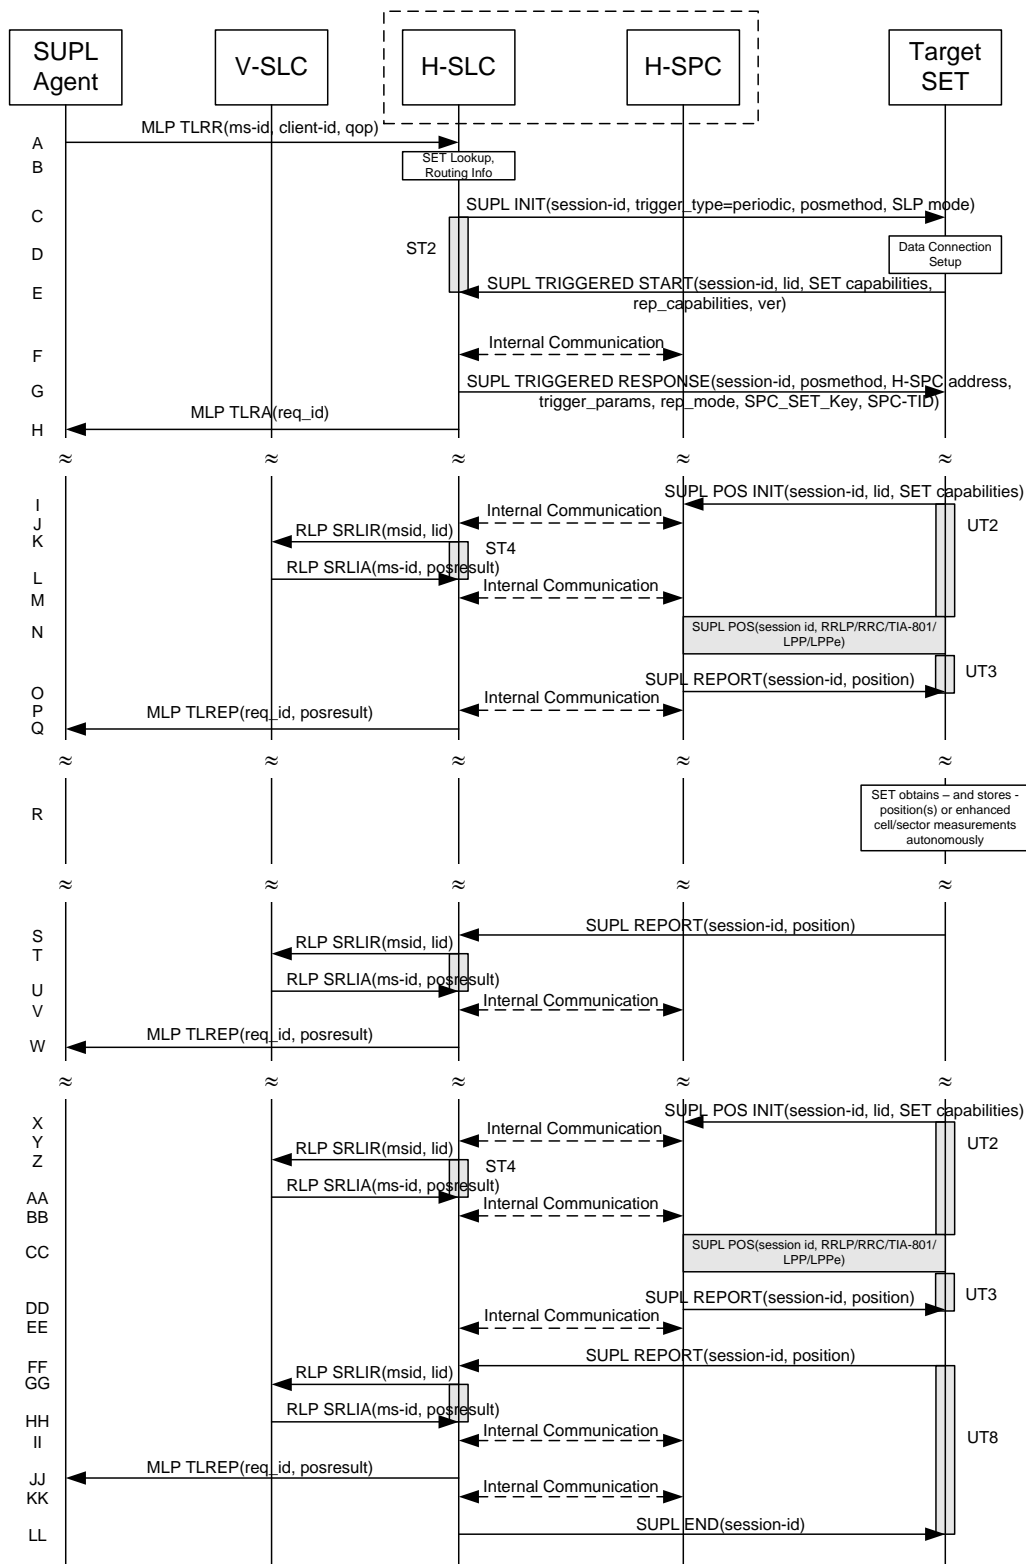 SUPL
Agent
V-SLC
H-SLC
H-SPC
Target
SET
A
MLP TLRR(ms-id, client-id, qop)
B
SET Lookup,
Routing Info
C
SUPL INIT(session-id, trigger_type=periodic, posmethod, SLP mode)
D
ST2
Data Connection
Setup
E
SUPL TRIGGERED START(session-id, lid, SET capabilities,
rep_capabilities, ver)
F
Internal Communication
G
SUPL TRIGGERED RESPONSE(session-id, posmethod, H-SPC address,
trigger_params, rep_mode, SPC_SET_Key, SPC-TID)
H
MLP TLRA(req_id)
≈ ≈ ≈ ≈ ≈
I
SUPL POS INIT(session-id, lid, SET capabilities)
J
Internal Communication
UT2
K
RLP SRLIR(msid, lid)
ST4
L
RLP SRLIA(ms-id, posresult)
M
Internal Communication
N
SUPL POS(session id, RRLP/RRC/TIA-801/
LPP/LPPe)
UT3
O
SUPL REPORT(session-id, position)
P
Internal Communication
Q
MLP TLREP(req_id, posresult)
≈ ≈ ≈ ≈ ≈
R
SET obtains – and stores -
position(s) or enhanced
cell/sector measurements
autonomously
≈ ≈ ≈ ≈ ≈
S
SUPL REPORT(session-id, position)
T
RLP SRLIR(msid, lid)
U
RLP SRLIA(ms-id, posresult)
V
Internal Communication
W
MLP TLREP(req_id, posresult)
≈ ≈ ≈ ≈ ≈
X
SUPL POS INIT(session-id, lid, SET capabilities)
Y
Internal Communication
UT2
Z
RLP SRLIR(msid, lid)
ST4
AA
RLP SRLIA(ms-id, posresult)
BB
Internal Communication
CC
SUPL POS(session id, RRLP/RRC/TIA-801/
LPP/LPPe)
UT3
DD
SUPL REPORT(session-id, position)
EE
Internal Communication
FF
SUPL REPORT(session-id, position)
GG
RLP SRLIR(msid, lid)
HH
RLP SRLIA(ms-id, posresult)
II
Internal Communication
UT8
JJ
MLP TLREP(req_id, posresult)
KK
Internal Communication
LL
SUPL END(session-id)